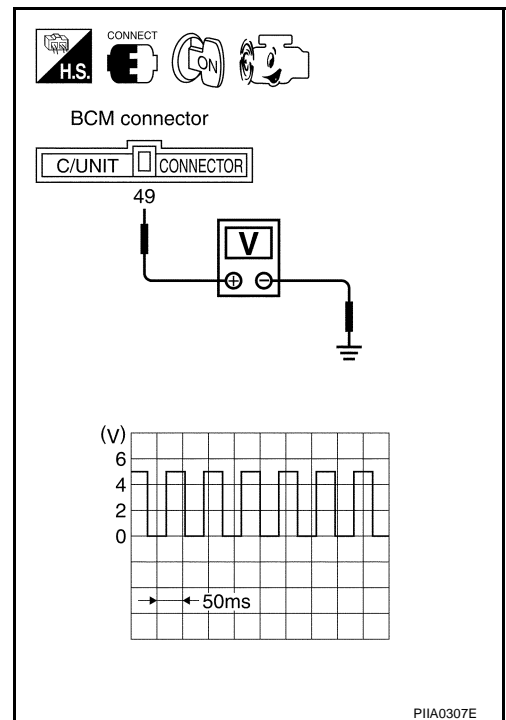 CONNECT
H.S.
ON
BCM connector
C/UNIT CONNECTOR
49
V
+ −
(V)
6
4
2
0
50ms
PIIA0307E